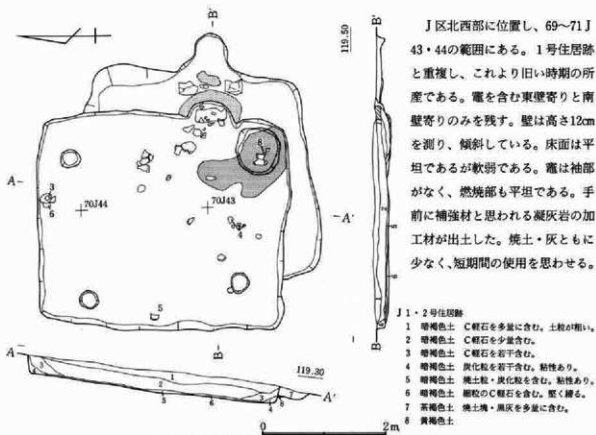 J区北西部に位置し、69〜71J
43・44の範囲にある。1号住居跡
と重複し、これより旧い時期の所
産である。竈を含む東壁寄りと南
壁寄りのみを残す。壁は高さ12cm
を測り、傾斜している。床面は平
坦であるが軟弱である。竈は袖部
がなく、燃焼部も平坦である。手
前に補強材と思われる凝灰岩の加
工材が出土した。焼土・灰ともに
少なく、短期間の使用を思わせる。
J1・2号住居跡
1 暗褐色土 C軽石を多量に含む。土粒が粗い。
2 暗褐色土 C軽石を少量含む。
3 暗褐色土 C軽石を若干含む。
4 暗褐色土 炭化粒を若干含む。粘性あり。
5 暗褐色土 焼土粒・炭化粒を含む。粘性あり。
6 暗褐色土 細粒のC軽石を含む。堅く締る。
7 茶褐色土 焼土塊・黒灰を多量に含む。
8 黄褐色土
B'
119.50
B'
6
A
3
6
70J44
70J43
4
A'
5
B
B
A
119.30
A'
3
1
2
8
5
6
3
4
8
0 2m